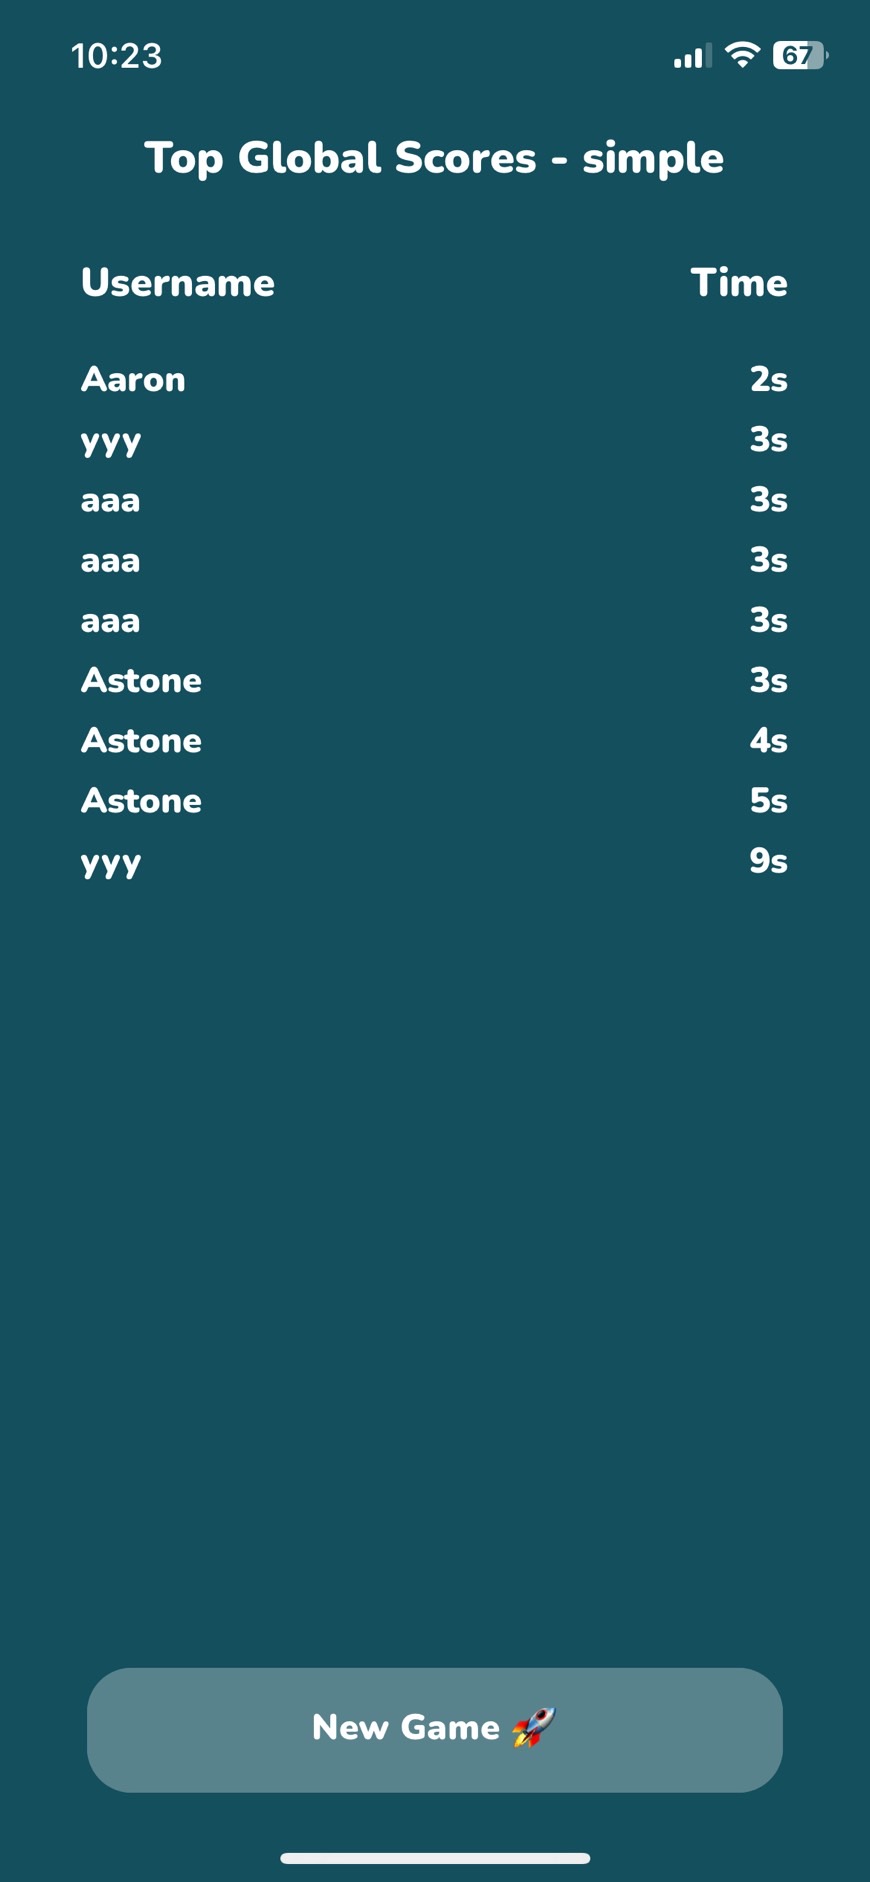 10:23 67
Top Global Scores - simple
Username Time
Aaron 2s
yyy 3s
aaa 3s
aaa 3s
aaa 3s
Astone 3s
Astone 4s
Astone 5s
yyy 9s
New Game 🚀